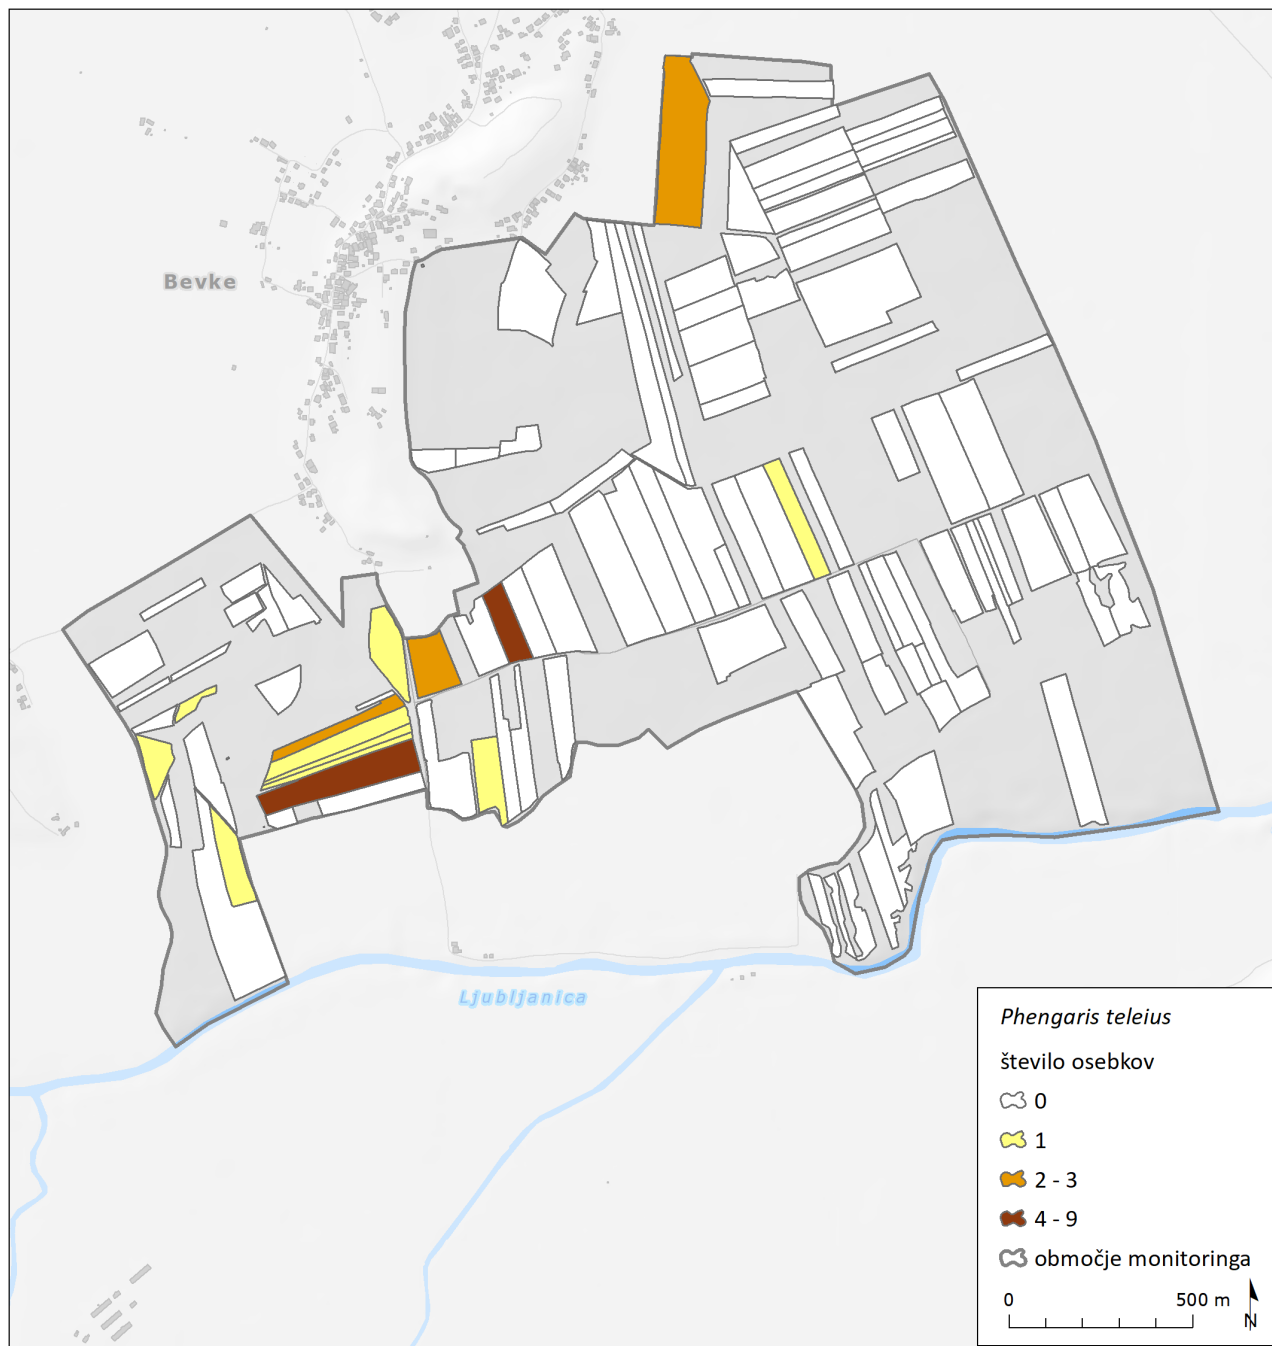 Bevke
Ljubljanica
Phengaris teleius
število osebkov
0
1
2 - 3
4 - 9
območje monitoringa
0 500 m
N